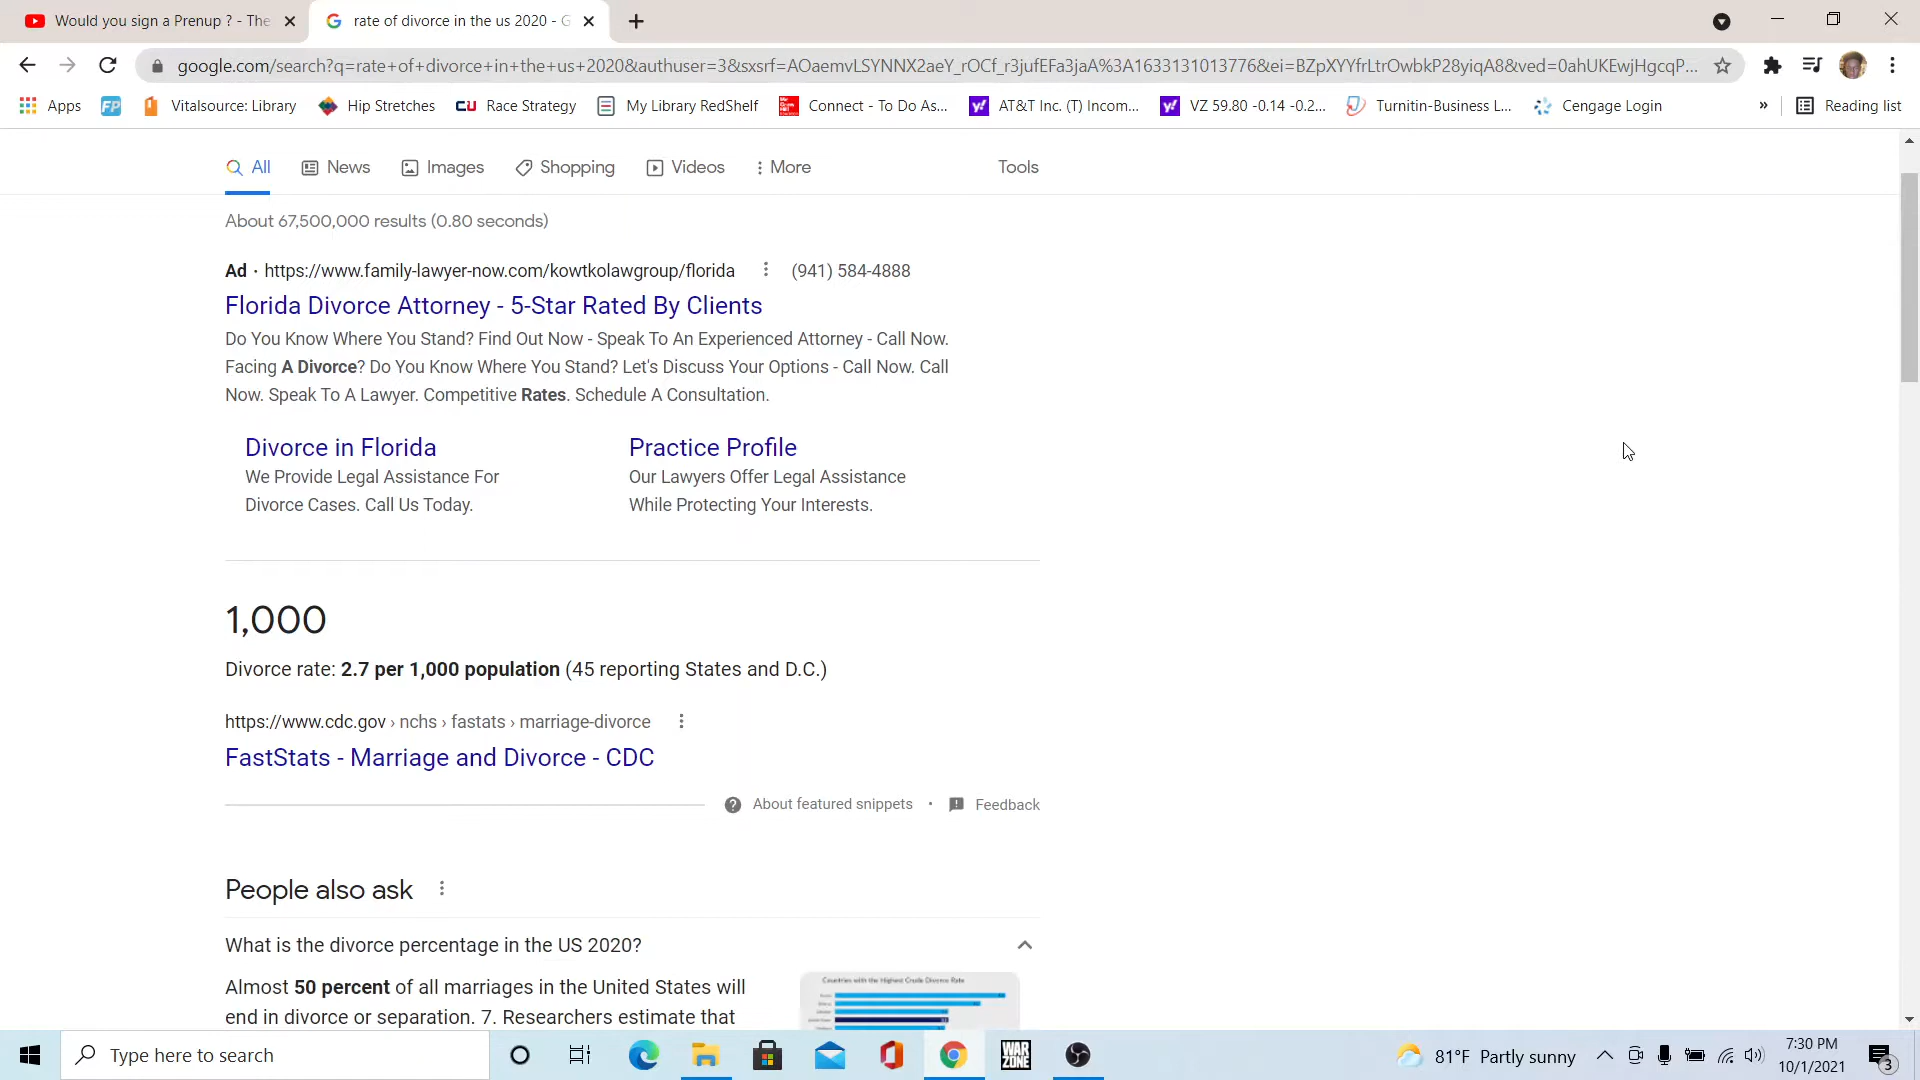 Would you sign a Prenup ? - The
rate of divorce in the us 2020 - G
google.com/search?q=rate+of+divorce+in+the+us+2020&authuser=3&sxsrf=AOaemvLSYNNX2aeY_rOCf_r3jufEFa3jaA%3A1633131013776&ei=BZpXYYfrLtrOwbkP28yiqA8&ved=0ahUKEwjHgcqP...
Apps
FP
Vitalsource: Library
Hip Stretches
CU Race Strategy
My Library RedShelf
Connect - To Do As...
AT&T Inc. (T) Incom...
VZ 59.80 -0.14 -0.2...
Turnitin-Business L...
Cengage Login
»
Reading list
All
News
Images
Shopping
Videos
More
Tools
About 67,500,000 results (0.80 seconds)
Ad · https://www.family-lawyer-now.com/kowtkolawgroup/florida (941) 584-4888
Florida Divorce Attorney - 5-Star Rated By Clients
Do You Know Where You Stand? Find Out Now - Speak To An Experienced Attorney - Call Now.
Facing A Divorce? Do You Know Where You Stand? Let's Discuss Your Options - Call Now. Call
Now. Speak To A Lawyer. Competitive Rates. Schedule A Consultation.
Divorce in Florida
We Provide Legal Assistance For
Divorce Cases. Call Us Today.
Practice Profile
Our Lawyers Offer Legal Assistance
While Protecting Your Interests.
1,000
Divorce rate: 2.7 per 1,000 population (45 reporting States and D.C.)
https://www.cdc.gov › nchs › fastats › marriage-divorce
FastStats - Marriage and Divorce - CDC
About featured snippets · Feedback
People also ask
What is the divorce percentage in the US 2020?
Almost 50 percent of all marriages in the United States will
end in divorce or separation. 7. Researchers estimate that
Countries with the Highest Crude Divorce Rate
Type here to search
WAR
ZONE
81°F Partly sunny
7:30 PM
10/1/2021
3